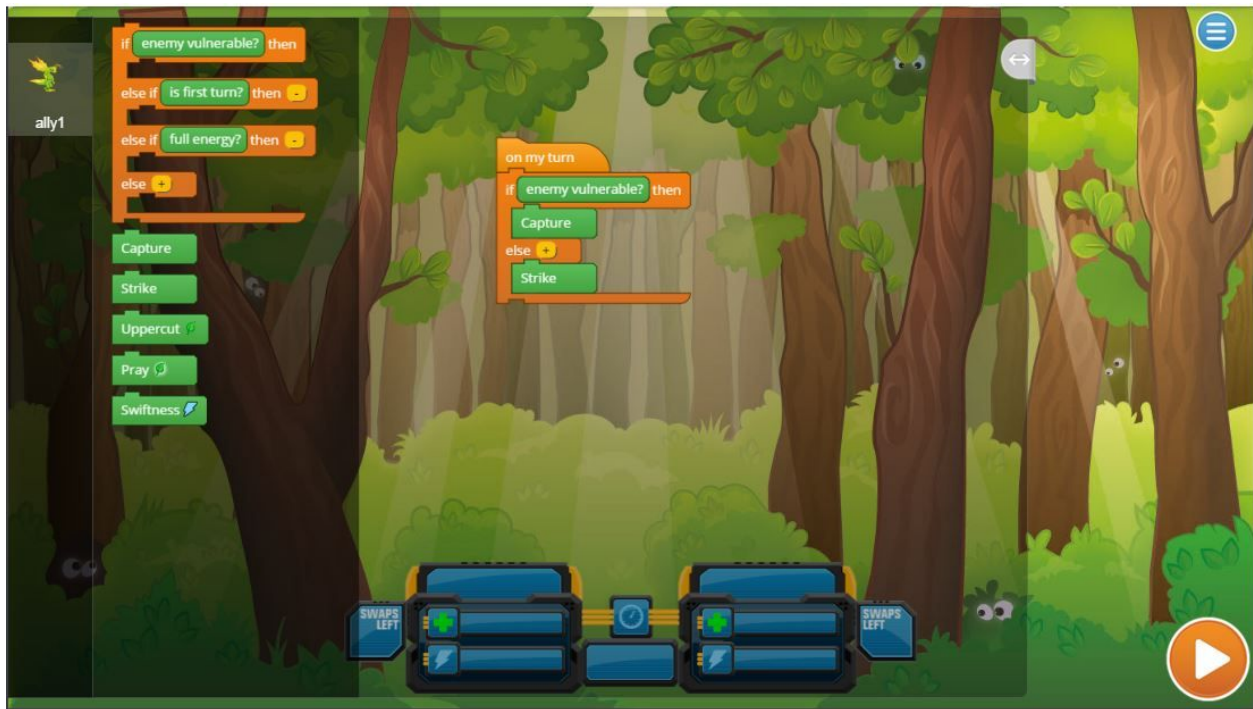 ally1
if enemy vulnerable? then
else if is first turn? then -
else if full energy? then -
else +
Capture
Strike
Uppercut
Pray
Swiftness
on my turn
if enemy vulnerable? then
Capture
else +
Strike
SWAPS
LEFT
SWAPS
LEFT